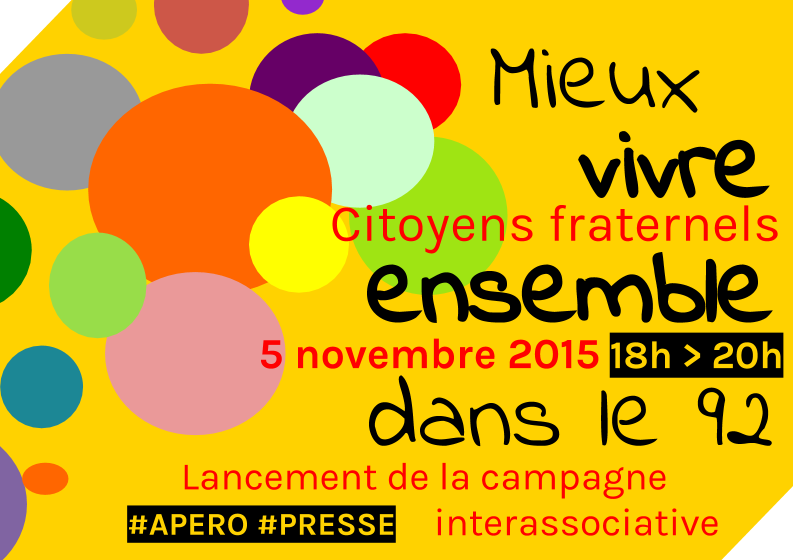 Mieux
vivre
Citoyens fraternels
ensemble
5 novembre 2015 18h > 20h
dans le 92
Lancement de la campagne
#APERO #PRESSE interassociative